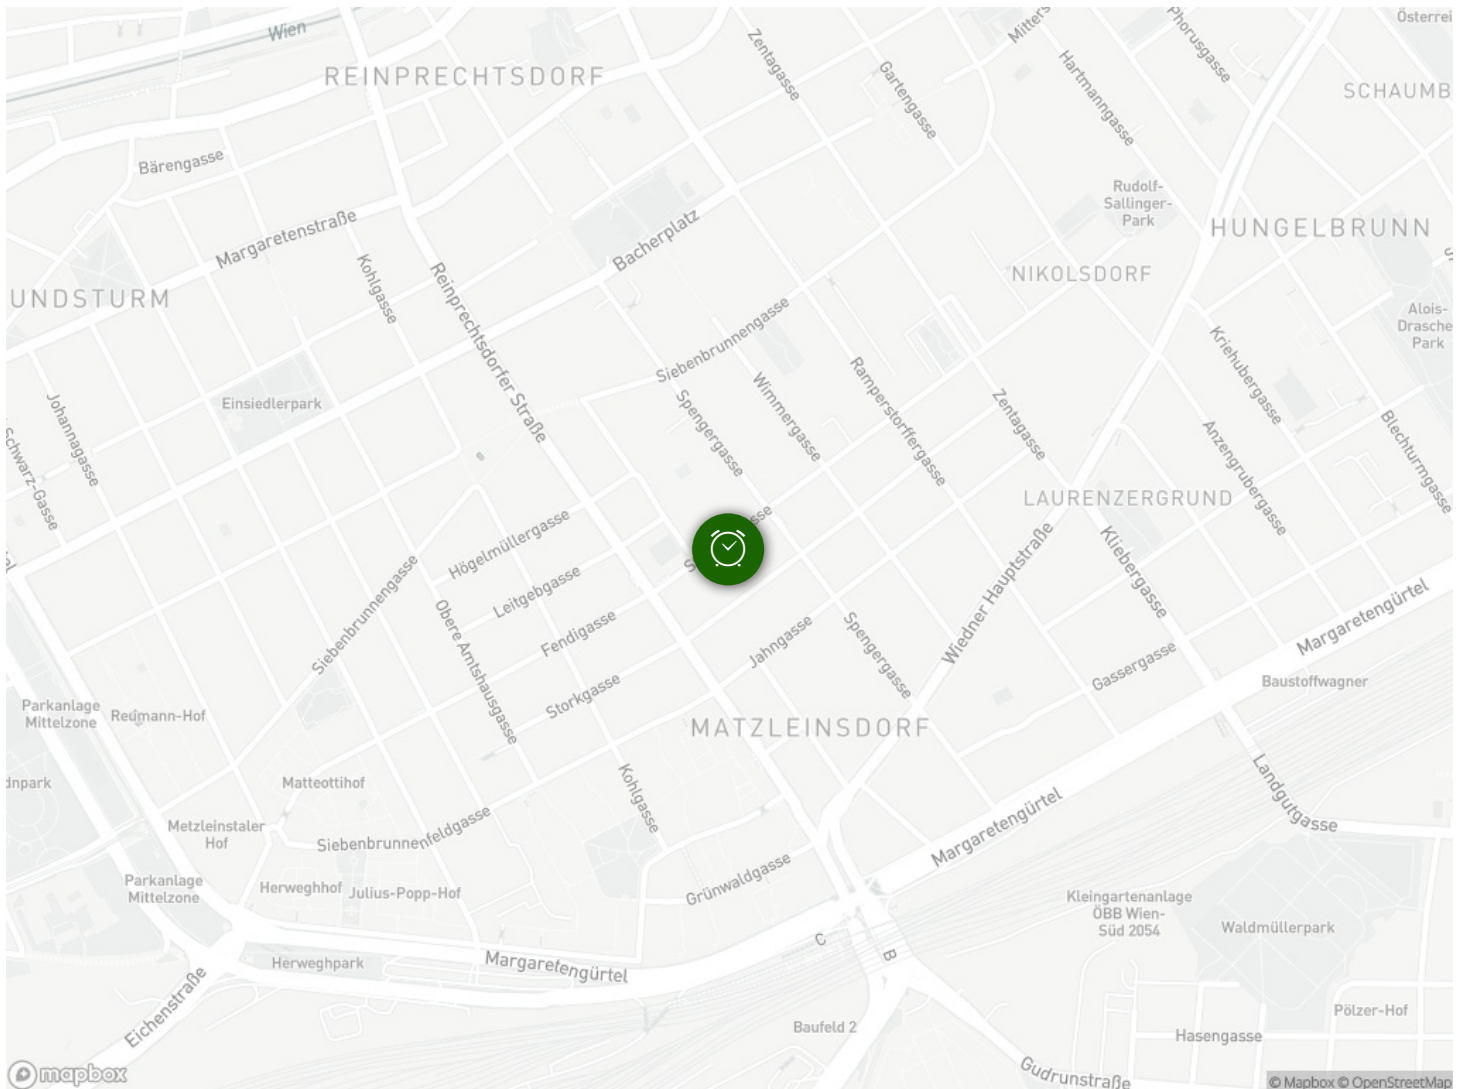 Wien
REINPRECHTSDORF
Zentagasse
Gartengasse
Hartmanngasse
Phorusgasse
Österrei
SCHAUMB
Bärengasse
Rudolf-
Sallinger-
Park
HUNGELBRUNN
Margaretenstraße
Bacherplatz
Kohlgasse
Reinprechtsdorfer Straße
NIKOLSDORF
UNDSTURM
Siebenbrunnengasse
Alois-
Drasche
Park
Kriehubergasse
Einsiedlerpark
Johannagasse
Schwarz-Gasse
Spengergasse
Wimmergasse
Ramperstorffergasse
Zentagasse
Anzengrubergasse
Blechturmgasse
LAURENZERGRUND
Högelmüllergasse
Leitgebgasse
Fendigasse
Siebenbrunnengasse
Obere Amtshausgasse
Storkgasse
Jahngasse
Spengergasse
Wiedner Hauptstraße
Kliebergasse
Margaretengürtel
Gassergasse
Baustoffwagner
Parkanlage
Mittelzone
Reumann-Hof
MATZLEINSDORF
dnpark
Matteottihof
Kohlgasse
Landgutgasse
Metzleinstaler
Hof
Siebenbrunnenfeldgasse
Margaretengürtel
Parkanlage
Mittelzone
Herweghhof
Julius-Popp-Hof
Grünwaldgasse
Kleingartenanlage
ÖBB Wien-
Süd 2054
Waldmüllerpark
C
B
Herweghpark
Margaretengürtel
Eichenstraße
Baufeld 2
Pölzer-Hof
Hasengasse
Gudrunstraße
mapbox
© Mapbox © OpenStreetMap